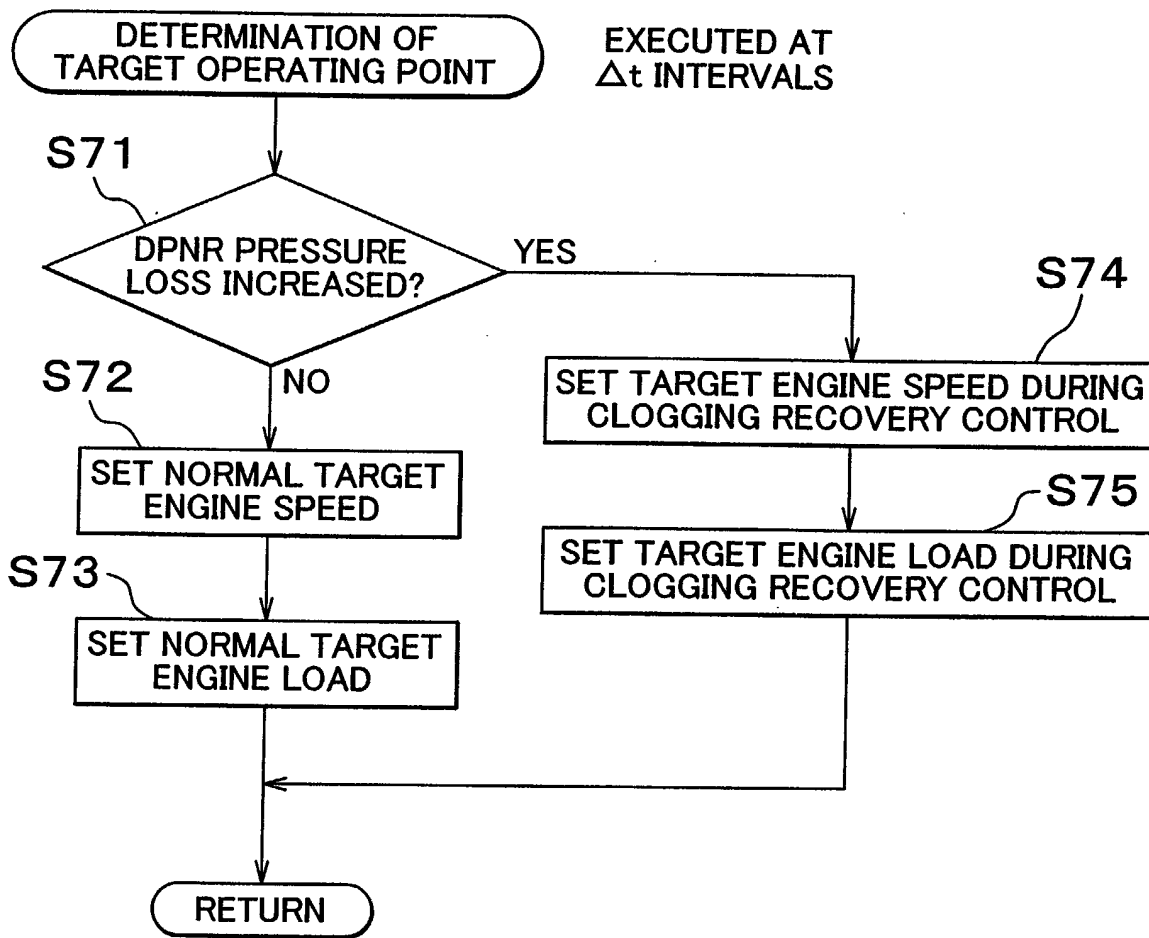 DETERMINATION OF
TARGET OPERATING POINT
EXECUTED AT
Δt INTERVALS
S71
DPNR PRESSURE
LOSS INCREASED?
YES
NO
S72
SET NORMAL TARGET
ENGINE SPEED
S73
SET NORMAL TARGET
ENGINE LOAD
S74
SET TARGET ENGINE SPEED DURING
CLOGGING RECOVERY CONTROL
S75
SET TARGET ENGINE LOAD DURING
CLOGGING RECOVERY CONTROL
RETURN